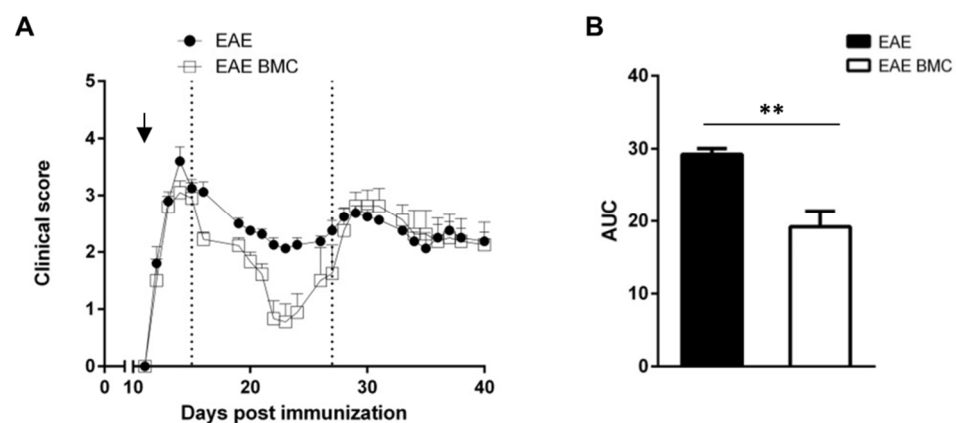 A
EAE
EAE BMC
5
4
3
2
1
0
Clinical score
0 10 20 30 40
Days post immunization
B
EAE
EAE BMC
40
30
20
10
0
AUC
**